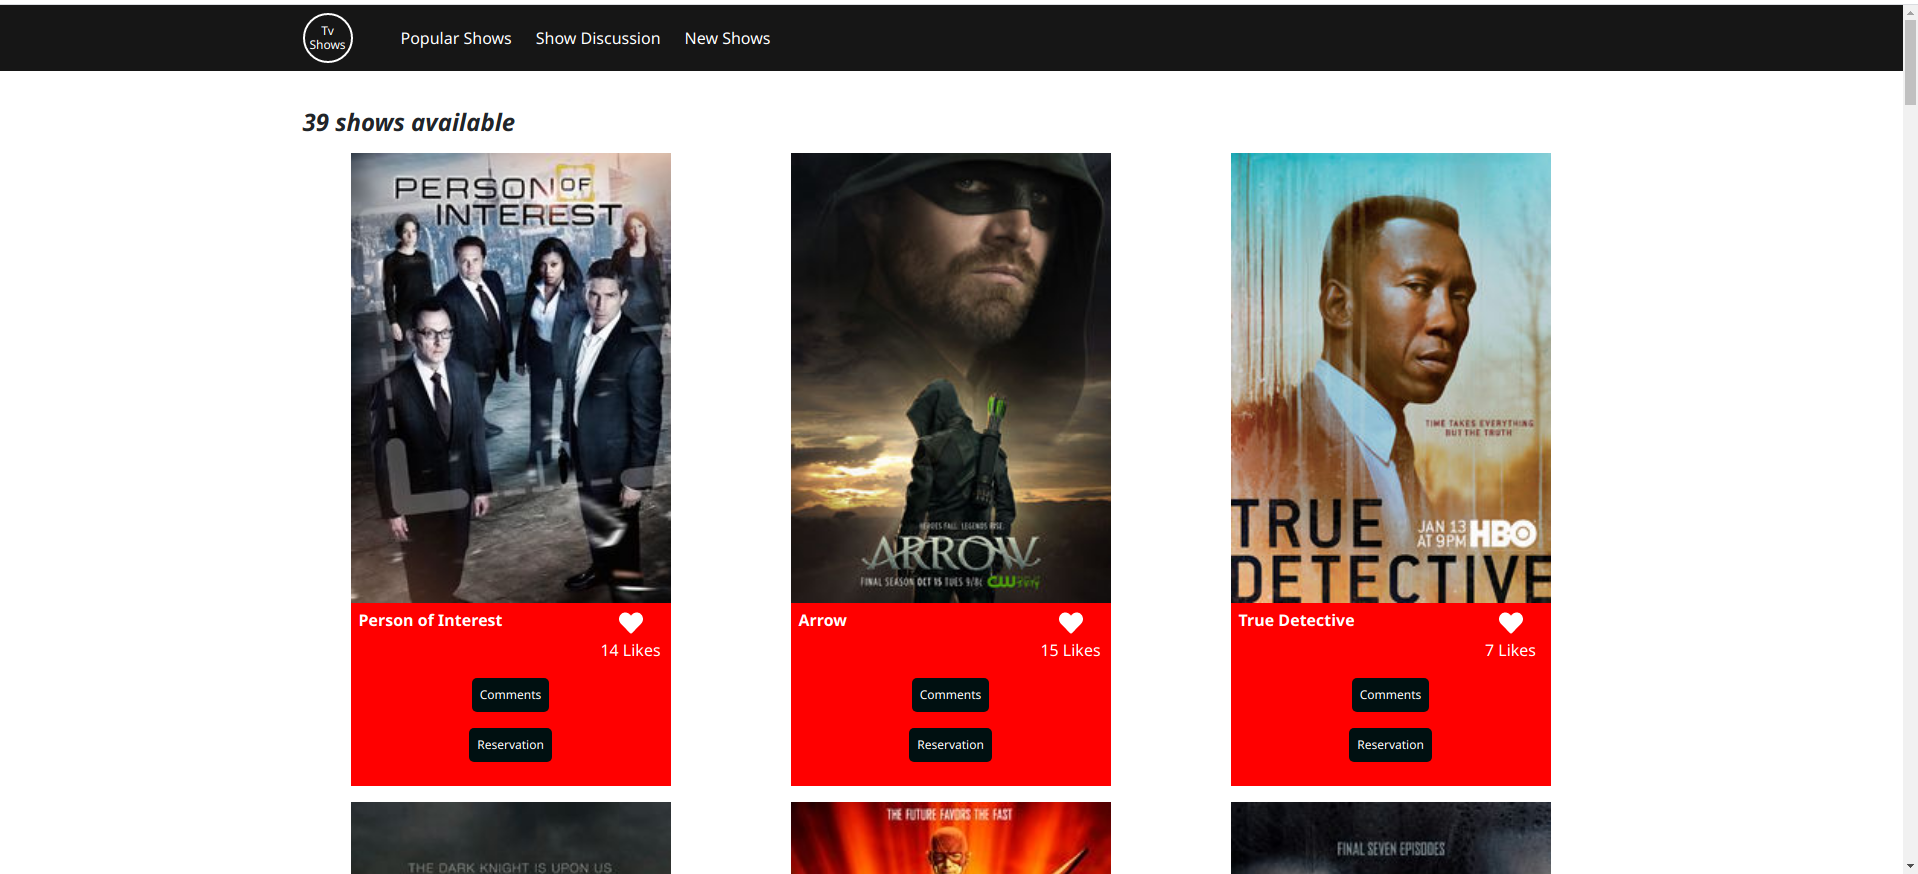 Tv
Shows
Popular Shows
Show Discussion
New Shows
39 shows available
PERSON OF
INTEREST
HEROES FALL. LEGENDS RISE.
ARROW
FINAL SEASON OCT 15 TUES 9/8c CW
TIME TAKES EVERYTHING
BUT THE TRUTH
TRUE
JAN 13
AT 9PM HBO
DETECTIVE
Person of Interest
14 Likes
Comments
Reservation
Arrow
15 Likes
Comments
Reservation
True Detective
7 Likes
Comments
Reservation
THE DARK KNIGHT IS UPON US
THE FUTURE FAVORS THE FAST
FINAL SEVEN EPISODES